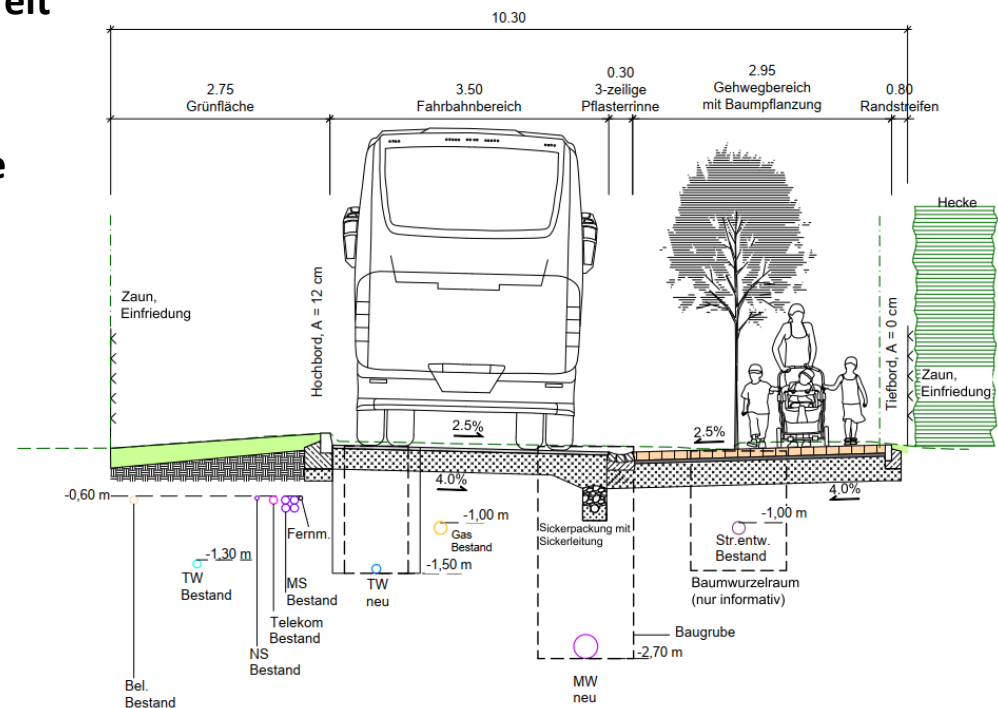 eit
e
10.30
2.75
Grünfläche
3.50
Fahrbahnbereich
0.30
3-zeilige
Pflasterrinne
2.95
Gehwegbereich
mit Baumpflanzung
0.80
Randstreifen
Hecke
Zaun,
Einfriedung
Hochbord, A = 12 cm
Tiefbord, A = 0 cm
Zaun,
Einfriedung
2.5%
2.5%
4.0%
4.0%
-0,60 m
Fernm.
-1,00 m
Gas
Bestand
Sickerpackung mit
Sickerleitung
-1,00 m
Str.entw.
Bestand
-1,30 m
TW
Bestand
MS
Bestand
-1,50 m
TW
neu
Baumwurzelraum
(nur informativ)
Telekom
Bestand
Baugrube
NS
Bestand
-2,70 m
Bel.
Bestand
MW
neu